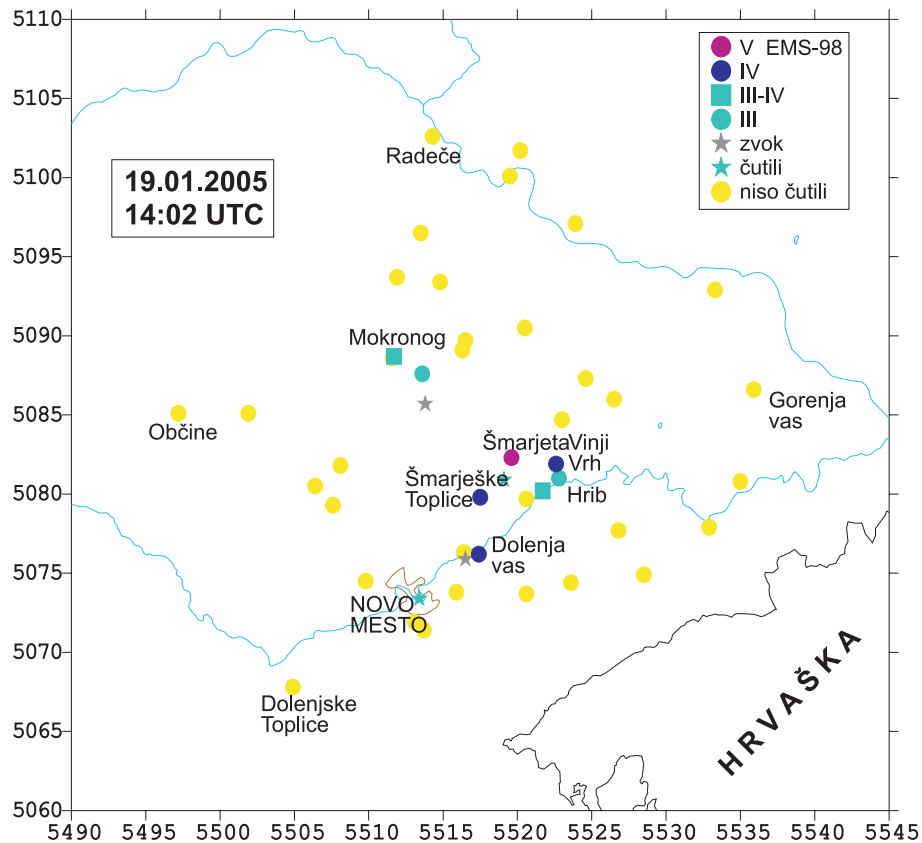 5110
5105
5100
5095
5090
5085
5080
5075
5070
5065
5060
5490 5495 5500 5505 5510 5515 5520 5525 5530 5535 5540 5545
V EMS-98
IV
III-IV
III
zvok
čutili
niso čutili
19.01.2005
14:02 UTC
Radeče
Mokronog
Občine
Gorenja
vas
Šmarjeta
Vinji
Vrh
Šmarješke
Toplice
Hrib
Dolenja
vas
NOVO
MESTO
Dolenjske
Toplice
HRVAŠKA